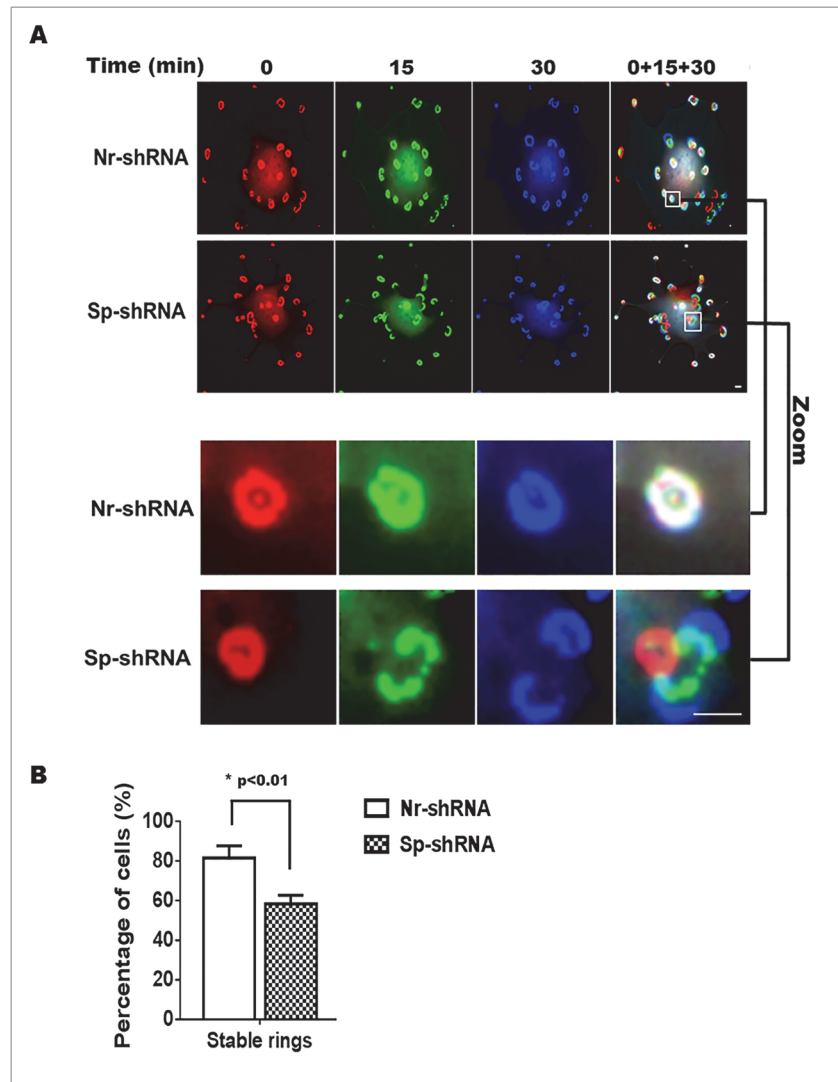 A
Time (min) 0 15 30 0+15+30
Nr-shRNA
Sp-shRNA
Zoom
Nr-shRNA
Sp-shRNA
B
* p<0.01
Nr-shRNA
Sp-shRNA
Percentage of cells (%)
100
80
60
40
20
0
Stable rings